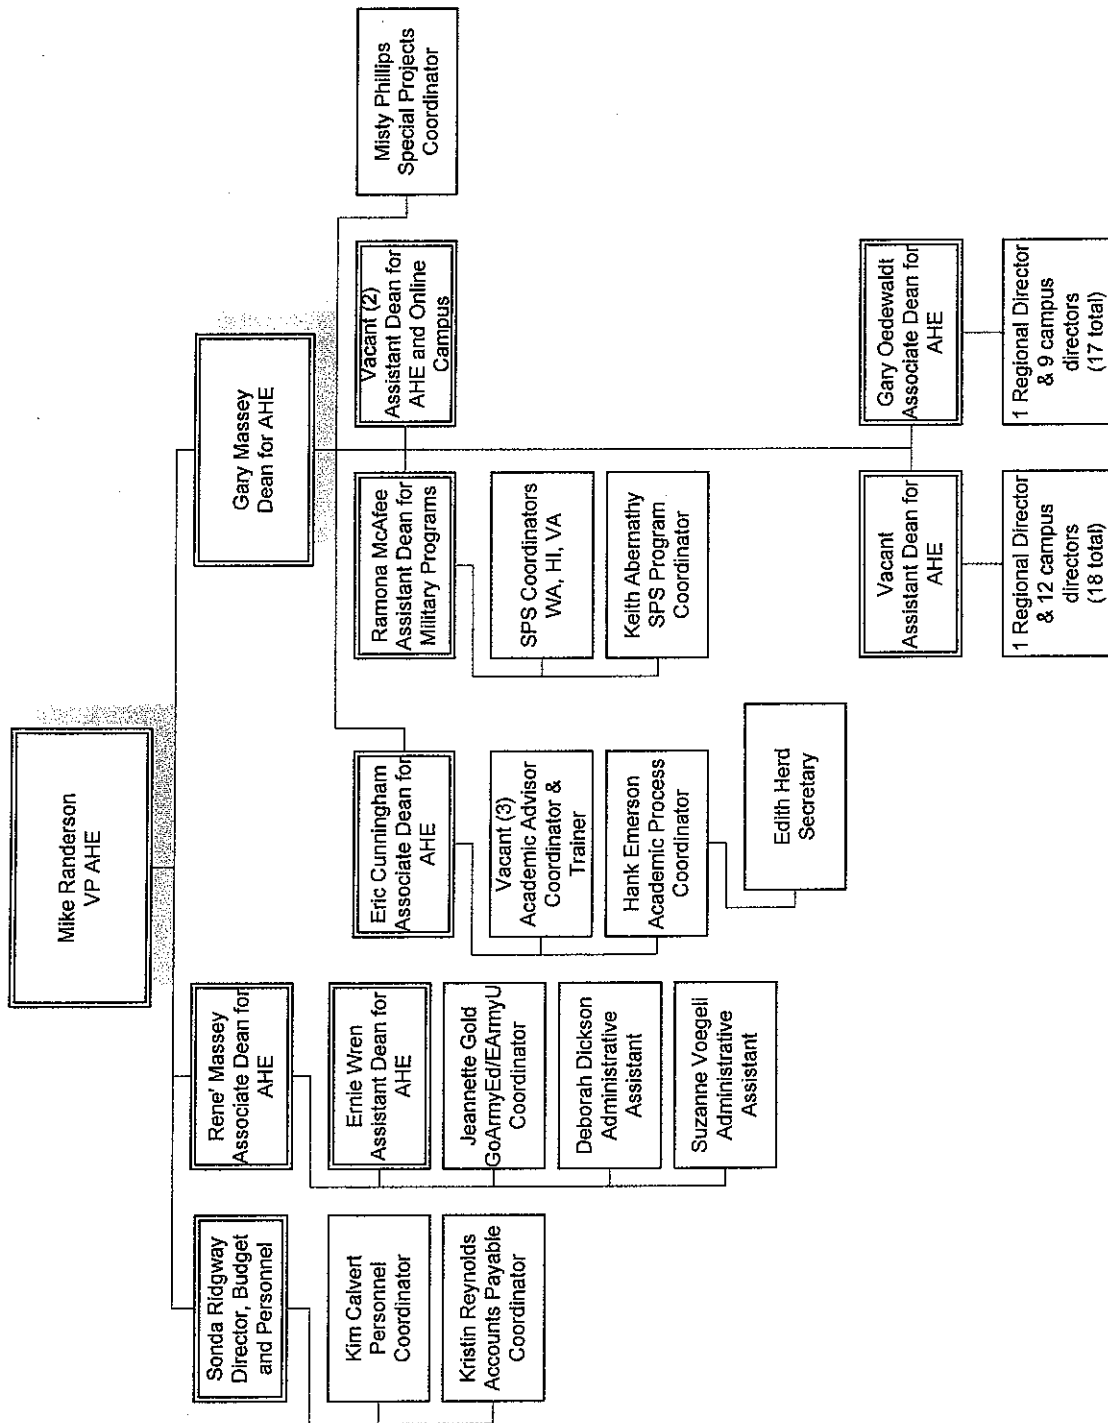 Mike Randerson
VP AHE
Sonda Ridgway
Director, Budget
and Personnel
Rene' Massey
Associate Dean for
AHE
Gary Massey
Dean for AHE
Kim Calvert
Personnel
Coordinator
Kristin Reynolds
Accounts Payable
Coordinator
Ernie Wren
Assistant Dean for
AHE
Jeannette Gold
GoArmyEd/EArmyU
Coordinator
Deborah Dickson
Administrative
Assistant
Suzanne Voegeli
Administrative
Assistant
Eric Cunningham
Associate Dean for
AHE
Vacant (3)
Academic Advisor
Coordinator &
Trainer
Hank Emerson
Academic Process
Coordinator
Edith Herd
Secretary
Ramona McAfee
Assistant Dean for
Military Programs
SPS Coordinators
WA, HI, VA
Keith Abernathy
SPS Program
Coordinator
Vacant (2)
Assistant Dean for
AHE and Online
Campus
Misty Phillips
Special Projects
Coordinator
Vacant
Assistant Dean for
AHE
1 Regional Director
& 12 campus
directors
(18 total)
Gary Oedewaldt
Associate Dean for
AHE
1 Regional Director
& 9 campus
directors
(17 total)